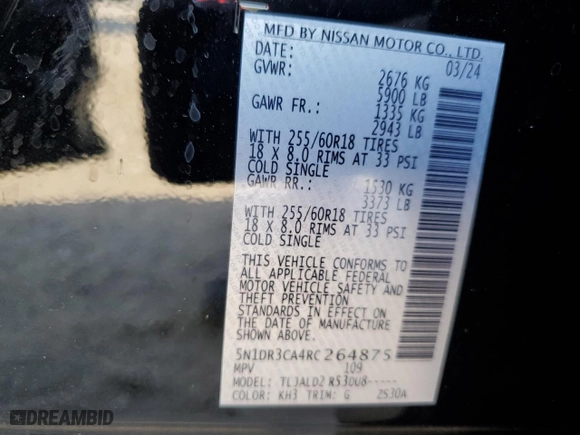 MFD BY NISSAN MOTOR CO., LTD.
DATE: 03/24
GVWR: 2676 KG
5900 LB
GAWR FR.: 1335 KG
2943 LB
WITH 255/60R18 TIRES
18 X 8.0 RIMS AT 33 PSI
COLD SINGLE
GAWR RR.: 1530 KG
3373 LB
WITH 255/60R18 TIRES
18 X 8.0 RIMS AT 33 PSI
COLD SINGLE
THIS VEHICLE CONFORMS TO
ALL APPLICABLE FEDERAL
MOTOR VEHICLE SAFETY AND
THEFT PREVENTION
STANDARDS IN EFFECT ON
THE DATE OF MANUFACTURE
SHOWN ABOVE.
5N1DR3CA4RC264875
MPV 109
MODEL: TLJALD2 R53DU8-----
COLOR: KH3 TRIM: G 2530A
DREAMBID